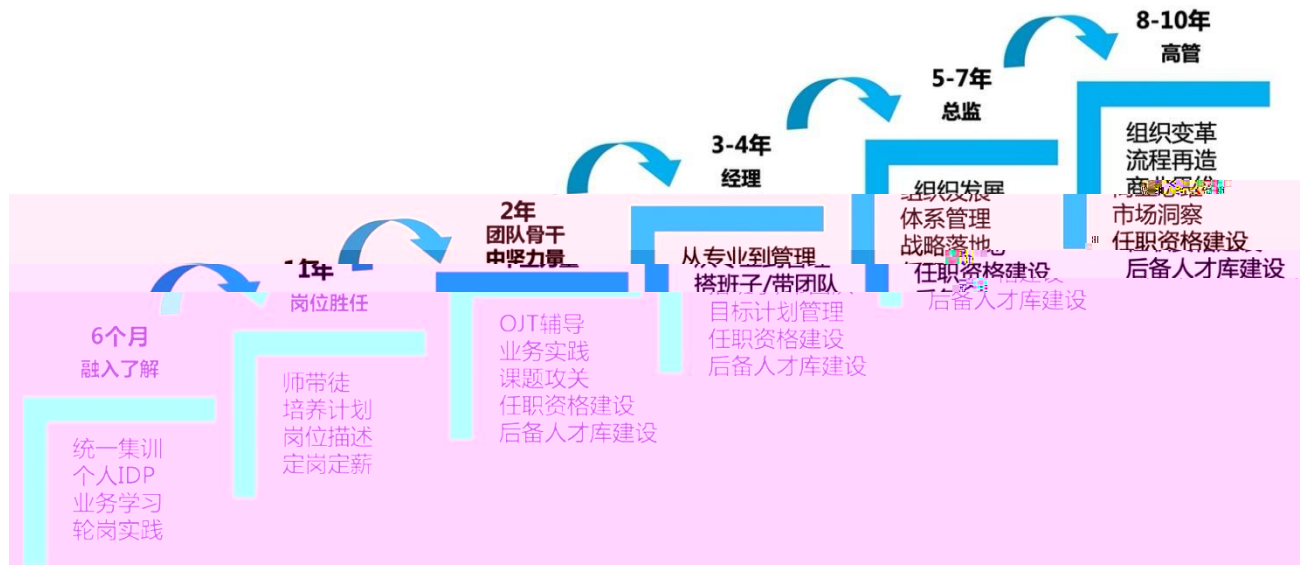 6个月
融入了解
统一集训
个人IDP
业务学习
轮岗实践
1年
岗位胜任
师带徒
培养计划
岗位描述
定岗定薪
2年
团队骨干
中坚力量
OJT辅导
业务实践
课题攻关
任职资格建设
后备人才库建设
3-4年
经理
从专业到管理
搭班子/带团队
目标计划管理
任职资格建设
后备人才库建设
5-7年
总监
组织发展
体系管理
战略落地
任职资格建设
后备人才库建设
8-10年
高管
组织变革
流程再造
市场洞察
任职资格建设
后备人才库建设